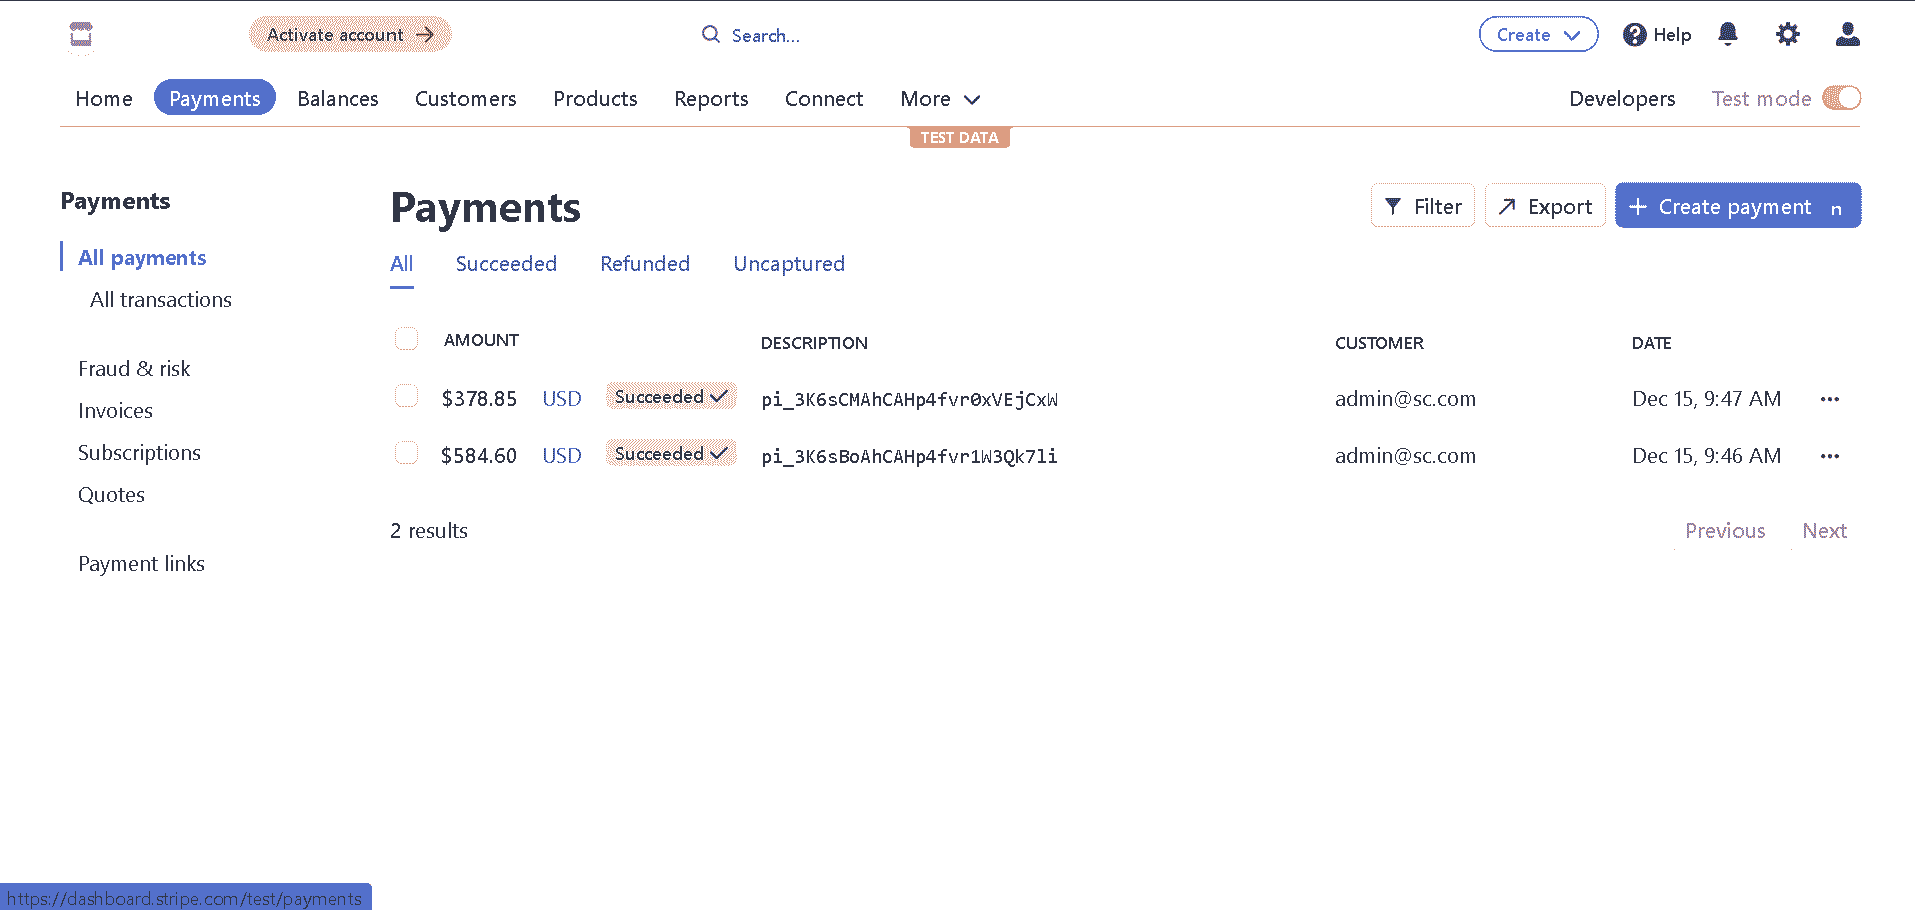 Activate account →
Search...
Create
Help
Home Payments Balances Customers Products Reports Connect More
Developers Test mode
TEST DATA
Payments
All payments
All transactions
Fraud & risk
Invoices
Subscriptions
Quotes
Payment links
Payments
Filter Export + Create payment n
All Succeeded Refunded Uncaptured
AMOUNT DESCRIPTION CUSTOMER DATE
$378.85 USD Succeeded ✓ pi_3K6sCMAhCAHp4fvr0xVEjCxW admin@sc.com Dec 15, 9:47 AM ...
$584.60 USD Succeeded ✓ pi_3K6sBoAhCAHp4fvr1W3Qk7li admin@sc.com Dec 15, 9:46 AM ...
2 results
Previous Next
https://dashboard.stripe.com/test/payments